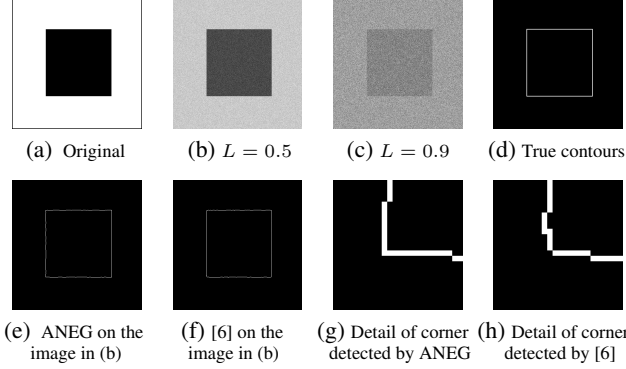 (a) Original
(b) L = 0.5
(c) L = 0.9
(d) True contours
(e) ANEG on the
image in (b)
(f) [6] on the
image in (b)
(g) Detail of corner
detected by ANEG
(h) Detail of corner
detected by [6]